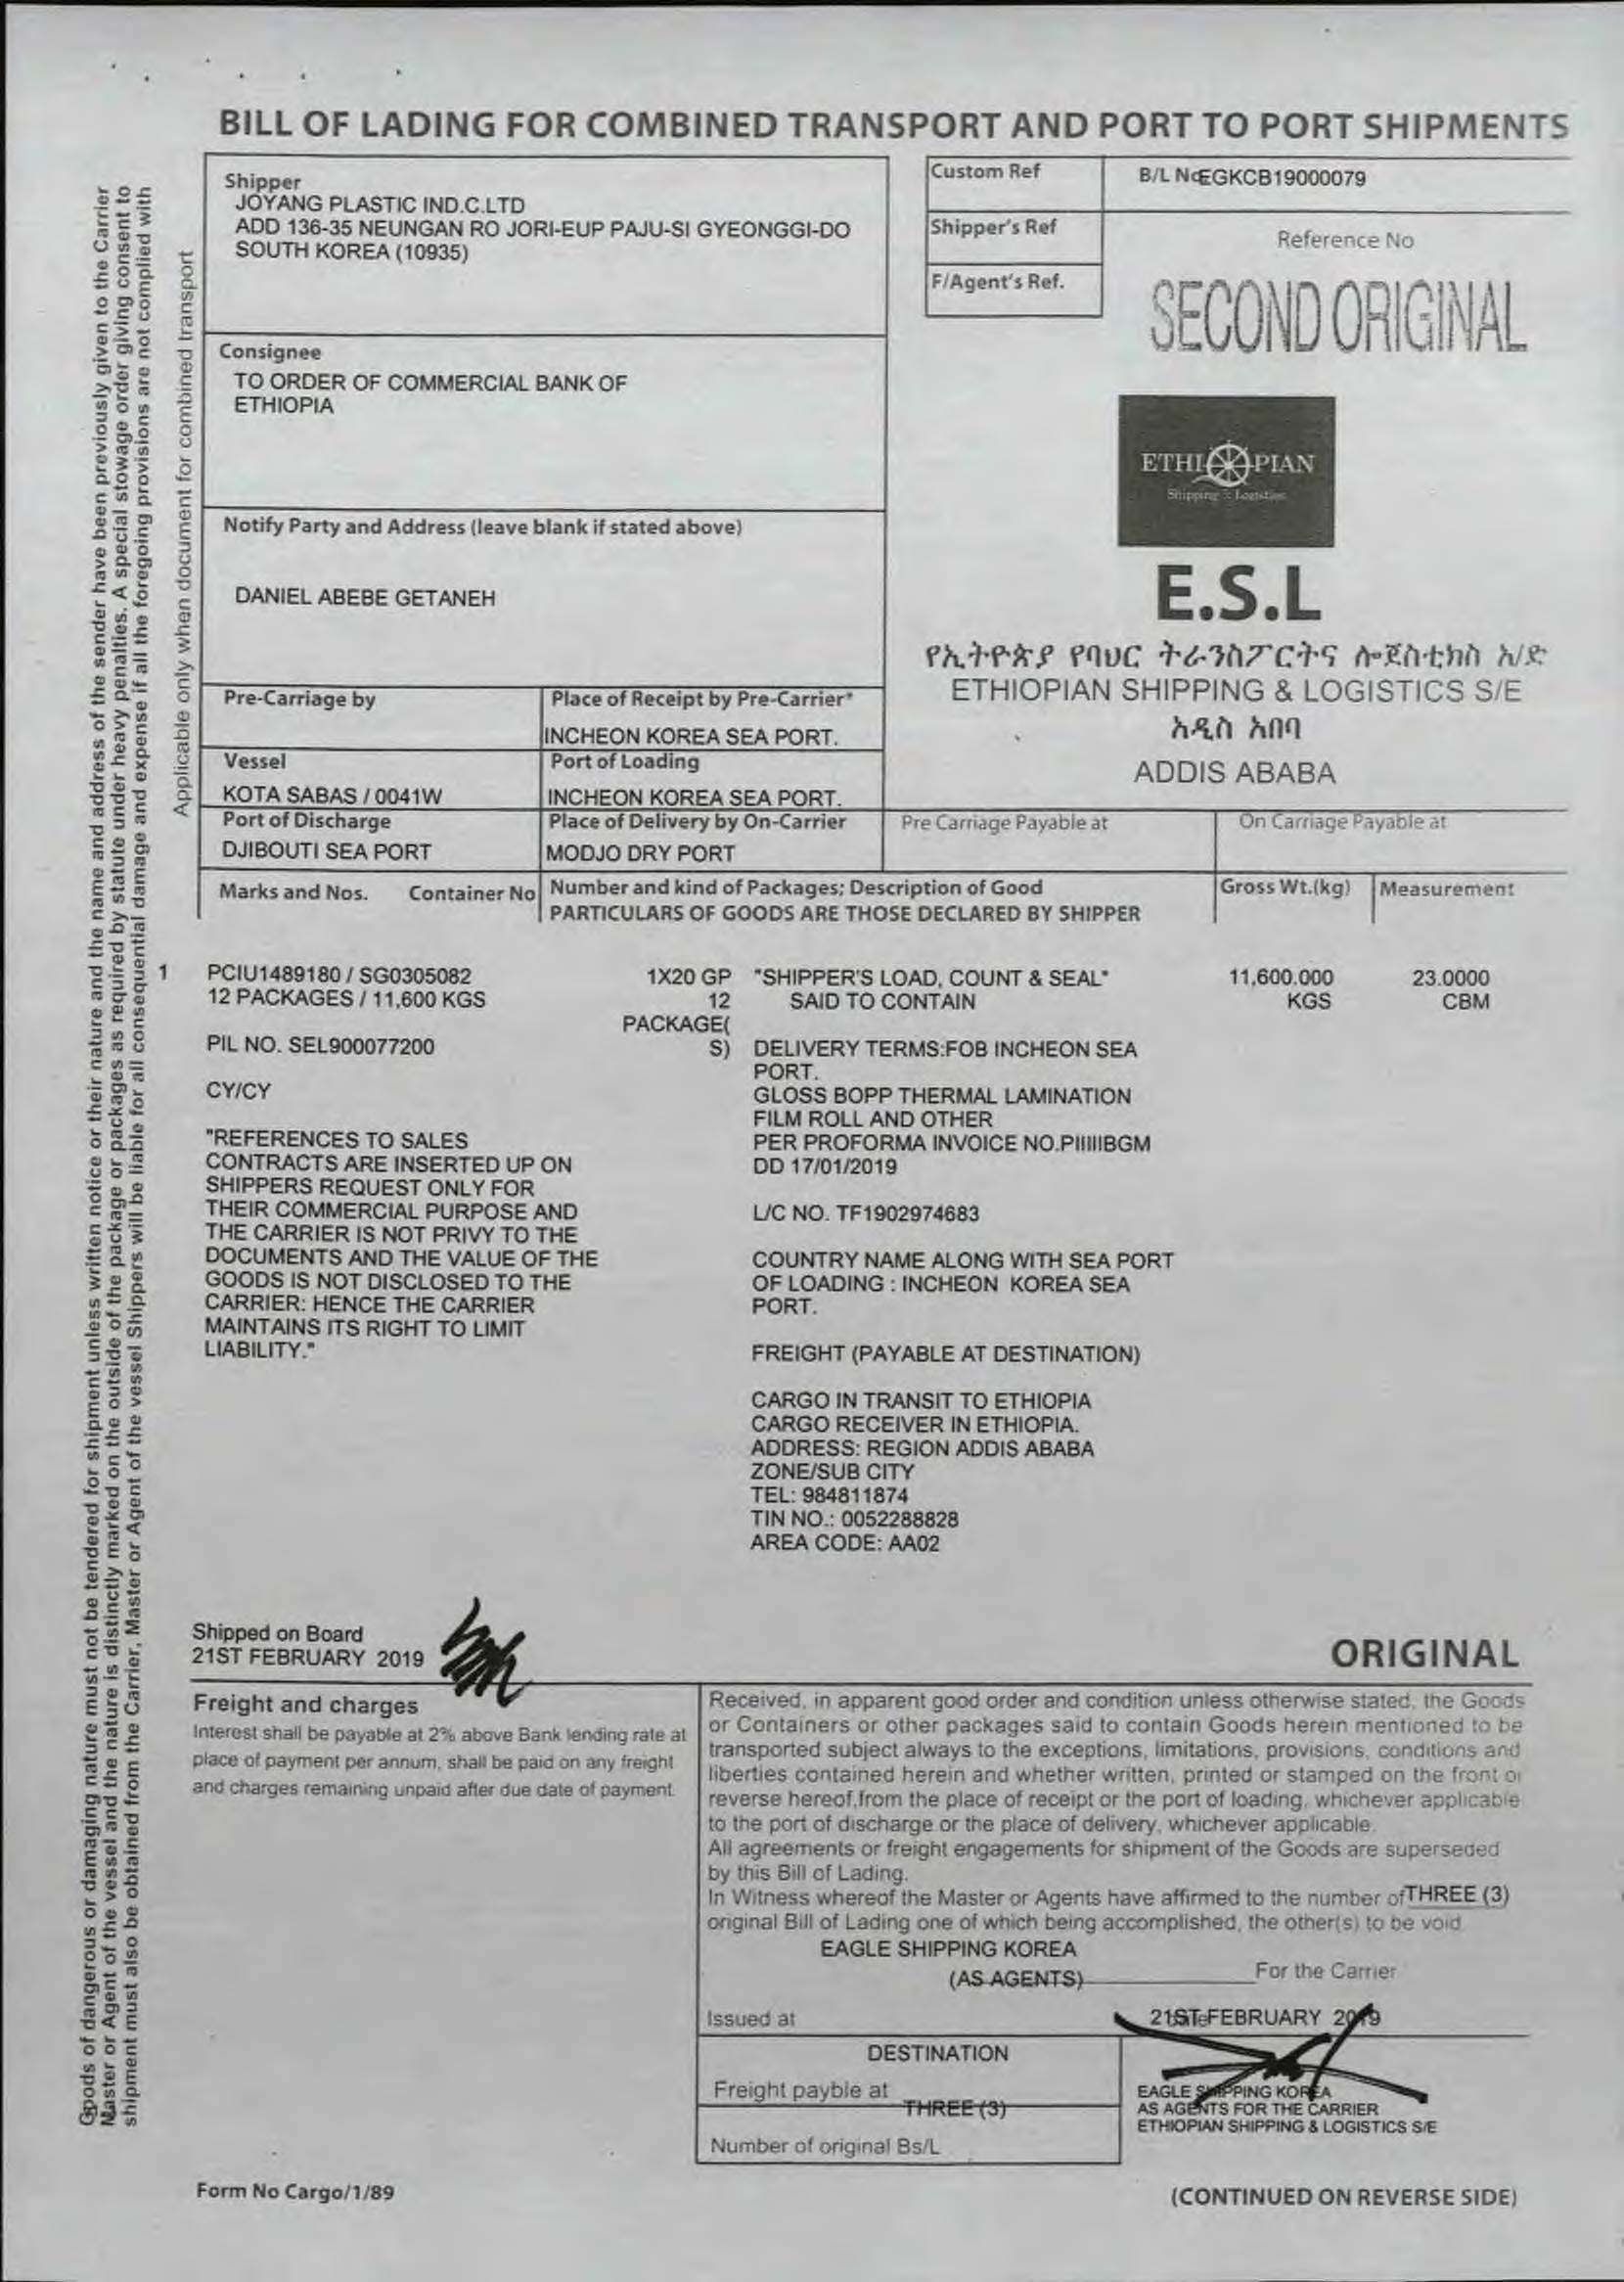 BILL OF LADING FOR COMBINED TRANSPORT AND PORT TO PORT SHIPMENTS
Shipper
JOYANG PLASTIC IND.C.LTD
ADD 136-35 NEUNGAN RO JORI-EUP PAJU-SI GYEONGGI-DO
SOUTH KOREA (10935)
Custom Ref
B/L No EGKCB19000079
Shipper's Ref
Reference No
F/Agent's Ref.
SECOND ORIGINAL
Consignee
TO ORDER OF COMMERCIAL BANK OF
ETHIOPIA
ETHIOPIAN
Shipping & Logistics
E.S.L
የኢትዮጵያ የባህር ትራንስፖርትና ሎጀስቲክስ አ/ድ
ETHIOPIAN SHIPPING & LOGISTICS S/E
አዲስ አበባ
ADDIS ABABA
Notify Party and Address (leave blank if stated above)
DANIEL ABEBE GETANEH
Pre-Carriage by
Place of Receipt by Pre-Carrier*
INCHEON KOREA SEA PORT.
Vessel
Port of Loading
KOTA SABAS / 0041W
INCHEON KOREA SEA PORT.
Port of Discharge
Place of Delivery by On-Carrier
Pre Carriage Payable at
On Carriage Payable at
DJIBOUTI SEA PORT
MODJO DRY PORT
Marks and Nos. Container No
Number and kind of Packages; Description of Good
PARTICULARS OF GOODS ARE THOSE DECLARED BY SHIPPER
Gross Wt.(kg)
Measurement
1
PCIU1489180 / SG0305082
12 PACKAGES / 11,600 KGS
PIL NO. SEL900077200
CY/CY
"REFERENCES TO SALES
CONTRACTS ARE INSERTED UP ON
SHIPPERS REQUEST ONLY FOR
THEIR COMMERCIAL PURPOSE AND
THE CARRIER IS NOT PRIVY TO THE
DOCUMENTS AND THE VALUE OF THE
GOODS IS NOT DISCLOSED TO THE
CARRIER: HENCE THE CARRIER
MAINTAINS ITS RIGHT TO LIMIT
LIABILITY."
1X20 GP
12
PACKAGE(
S)
"SHIPPER'S LOAD, COUNT & SEAL"
SAID TO CONTAIN
DELIVERY TERMS:FOB INCHEON SEA
PORT.
GLOSS BOPP THERMAL LAMINATION
FILM ROLL AND OTHER
PER PROFORMA INVOICE NO.PIIIIIBGM
DD 17/01/2019
L/C NO. TF1902974683
COUNTRY NAME ALONG WITH SEA PORT
OF LOADING : INCHEON KOREA SEA
PORT.
FREIGHT (PAYABLE AT DESTINATION)
CARGO IN TRANSIT TO ETHIOPIA
CARGO RECEIVER IN ETHIOPIA.
ADDRESS: REGION ADDIS ABABA
ZONE/SUB CITY
TEL: 984811874
TIN NO.: 0052288828
AREA CODE: AA02
11,600.000
KGS
23.0000
CBM
Shipped on Board
21ST FEBRUARY 2019
ORIGINAL
Freight and charges
Interest shall be payable at 2% above Bank lending rate at
place of payment per annum, shall be paid on any freight
and charges remaining unpaid after due date of payment.
Received, in apparent good order and condition unless otherwise stated, the Goods
or Containers or other packages said to contain Goods herein mentioned to be
transported subject always to the exceptions, limitations, provisions, conditions and
liberties contained herein and whether written, printed or stamped on the front or
reverse hereof,from the place of receipt or the port of loading, whichever applicable
to the port of discharge or the place of delivery, whichever applicable.
All agreements or freight engagements for shipment of the Goods are superseded
by this Bill of Lading.
In Witness whereof the Master or Agents have affirmed to the number of THREE (3)
original Bill of Lading one of which being accomplished, the other(s) to be void.
EAGLE SHIPPING KOREA
(AS AGENTS)
For the Carrier
Issued at
21ST FEBRUARY 2019
DESTINATION
Freight payble at
THREE (3)
Number of original Bs/L
EAGLE SHIPPING KOREA
AS AGENTS FOR THE CARRIER
ETHIOPIAN SHIPPING & LOGISTICS S/E
Form No Cargo/1/89
(CONTINUED ON REVERSE SIDE)
Goods of dangerous or damaging nature must not be tendered for shipment unless written notice or their nature and the name and address of the sender have been previously given to the Carrier
Master or Agent of the vessel and the nature is distinctly marked on the outside of the package or packages as required by statute under heavy penalties. A special stowage order giving consent to
shipment must also be obtained from the Carrier, Master or Agent of the vessel Shippers will be liable for all consequential damage and expense if all the foregoing provisions are not complied with
Applicable only when document for combined transport